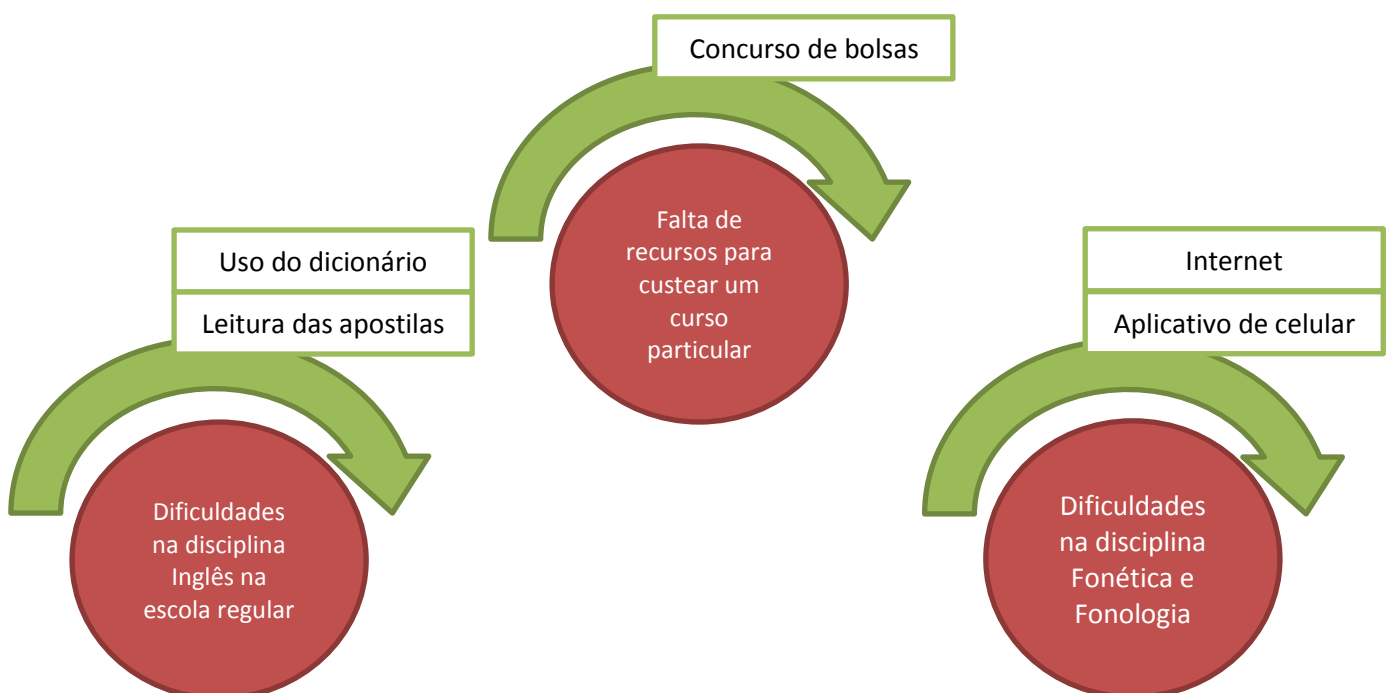 Concurso de bolsas
Falta de
recursos para
custear um
curso
particular
Uso do dicionário
Leitura das apostilas
Dificuldades
na disciplina
Inglês na
escola regular
Internet
Aplicativo de celular
Dificuldades
na disciplina
Fonética e
Fonologia